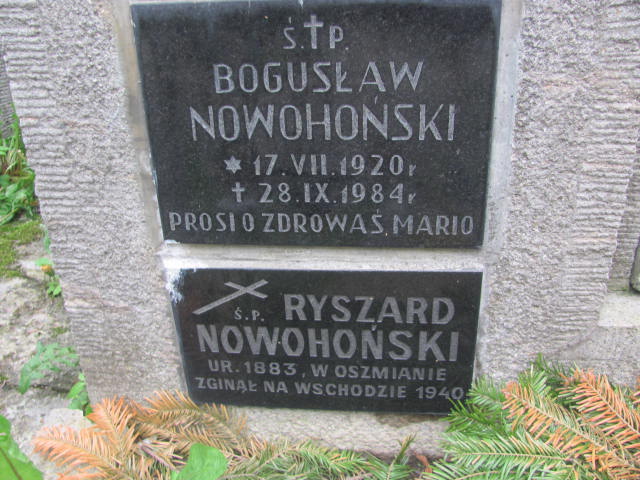 Ś.†P.
BOGUSŁAW
NOWOHOŃSKI
* 17.VII.1920r
† 28.IX.1984r
PROSI O ZDROWAŚ, MARIO
Ś.P. RYSZARD
NOWOHOŃSKI
UR. 1883, W OSZMIANIE
ZGINĄŁ NA WSCHODZIE 1940